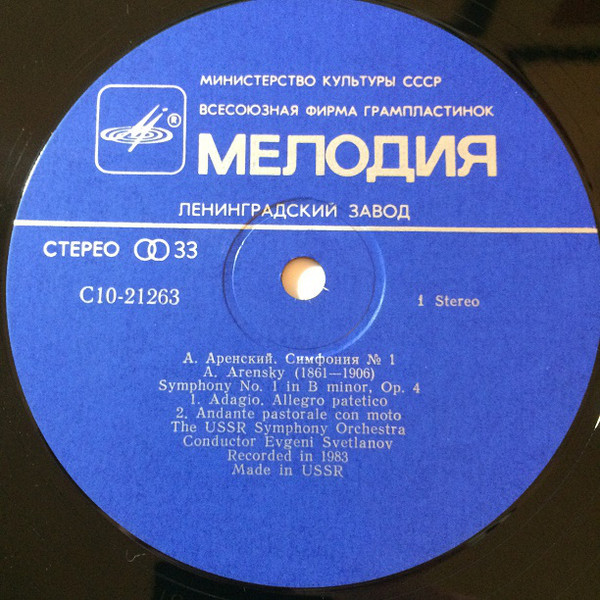 МИНИСТЕРСТВО КУЛЬТУРЫ СССР
ВСЕСОЮЗНАЯ ФИРМА ГРАМПЛАСТИНОК
®
МЕЛОДИЯ
ЛЕНИНГРАДСКИЙ ЗАВОД
СТЕРЕО 33
С10-21263
1 Stereo
А. Аренский. Симфония № 1
A. Arensky (1861—1906)
Symphony No. 1 in B minor, Op. 4
1. Adagio. Allegro patetico
2. Andante pastorale con moto
The USSR Symphony Orchestra
Conductor Evgeni Svetlanov
Recorded in 1983
Made in USSR